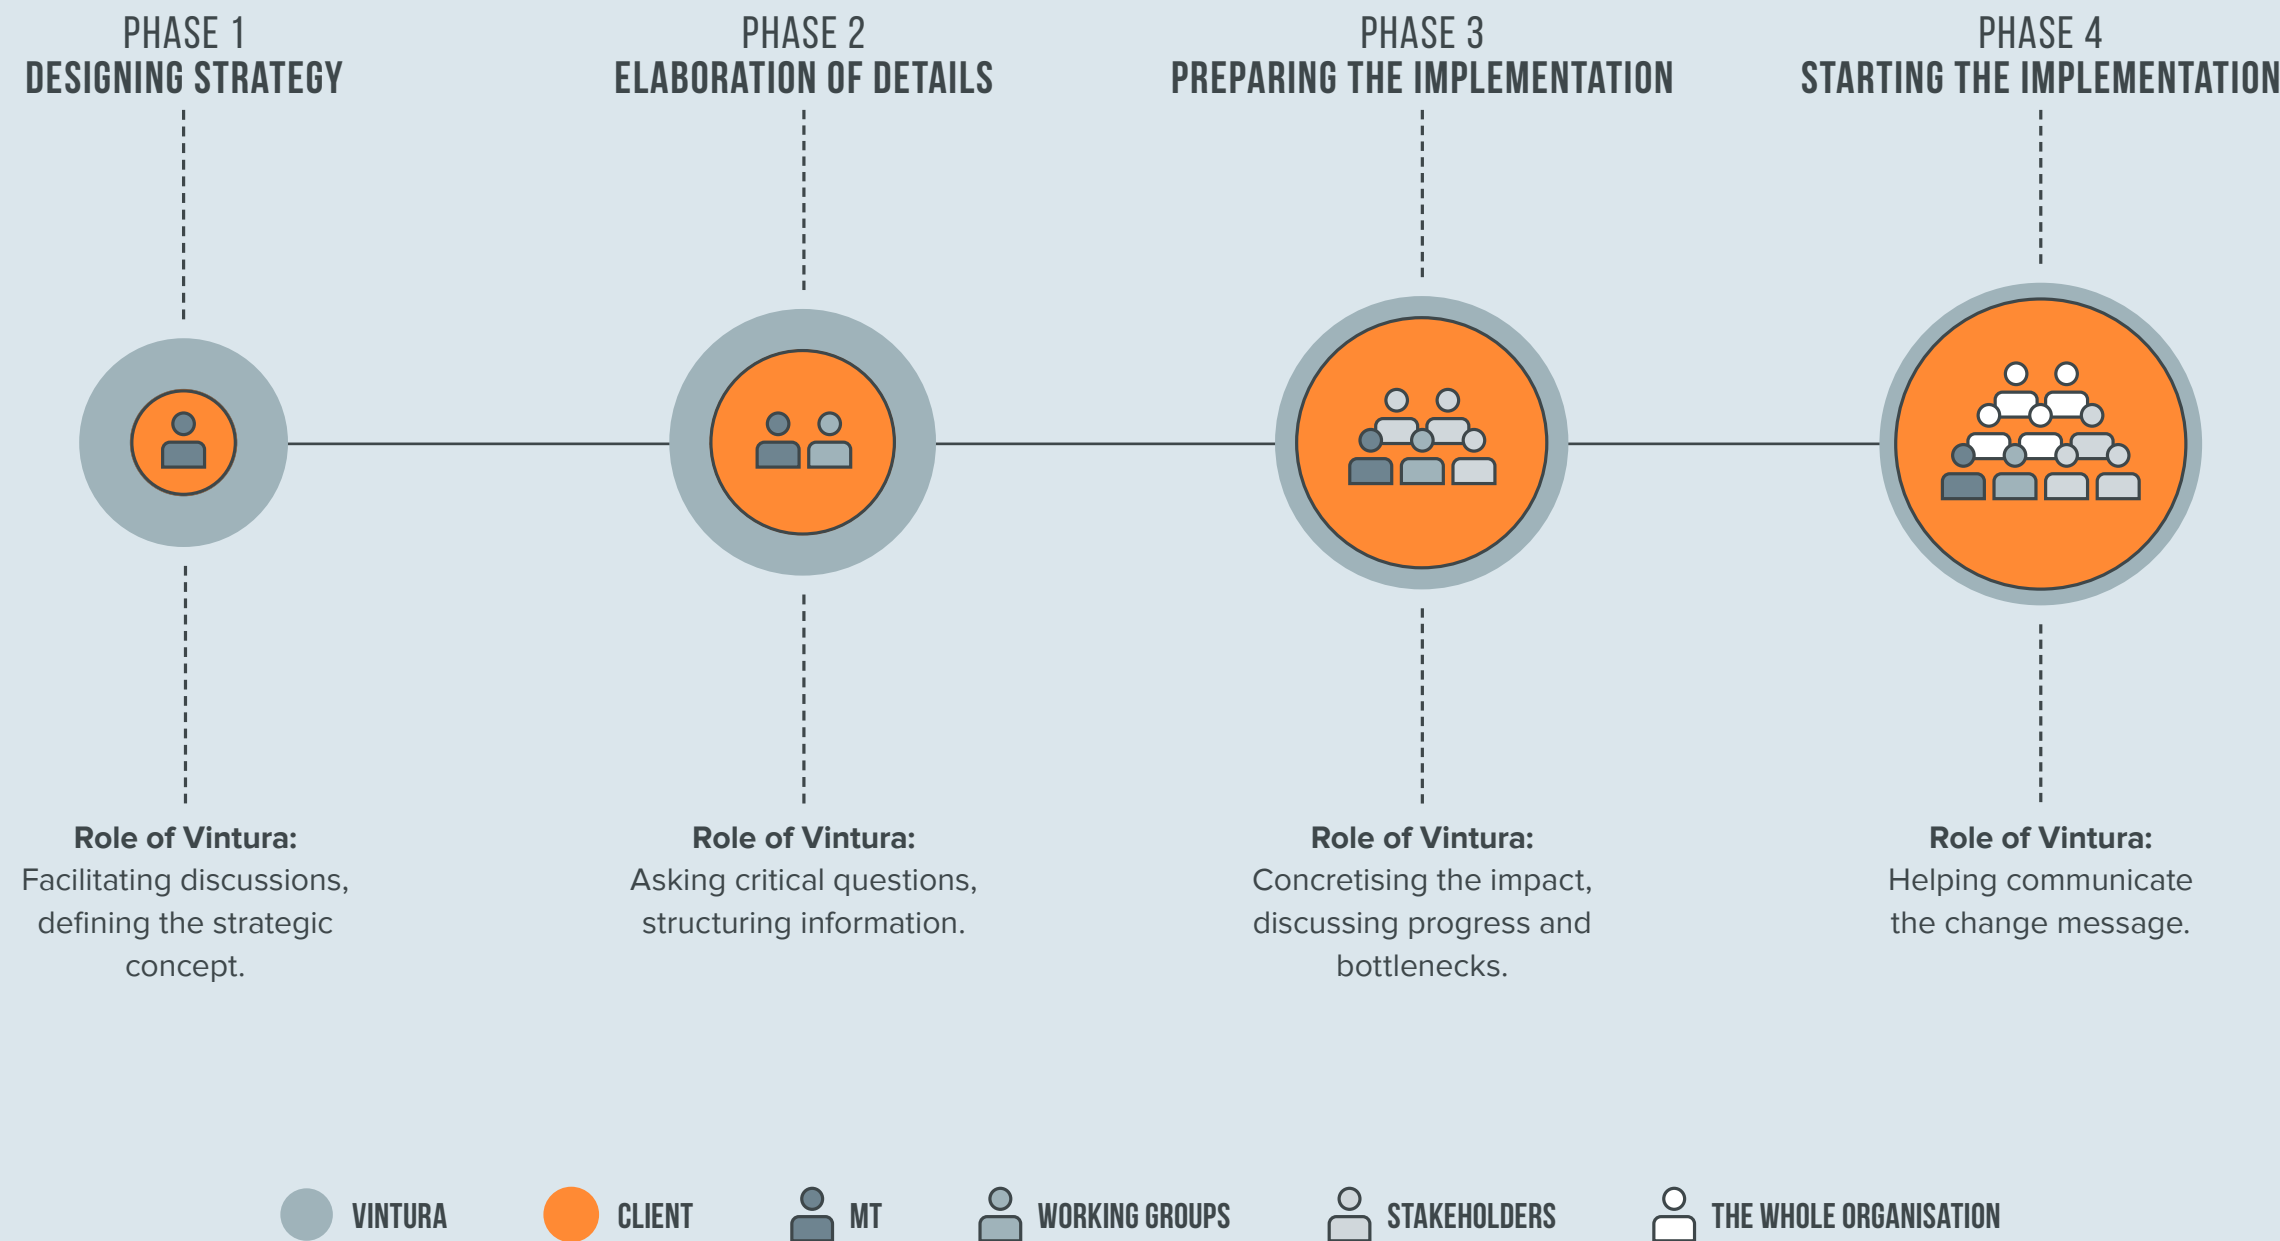 PHASE 1
DESIGNING STRATEGY
PHASE 2
ELABORATION OF DETAILS
PHASE 3
PREPARING THE IMPLEMENTATION
PHASE 4
STARTING THE IMPLEMENTATION
Role of Vintura:
Facilitating discussions,
defining the strategic
concept.
Role of Vintura:
Asking critical questions,
structuring information.
Role of Vintura:
Concretising the impact,
discussing progress and
bottlenecks.
Role of Vintura:
Helping communicate
the change message.
VINTURA
CLIENT
MT
WORKING GROUPS
STAKEHOLDERS
THE WHOLE ORGANISATION